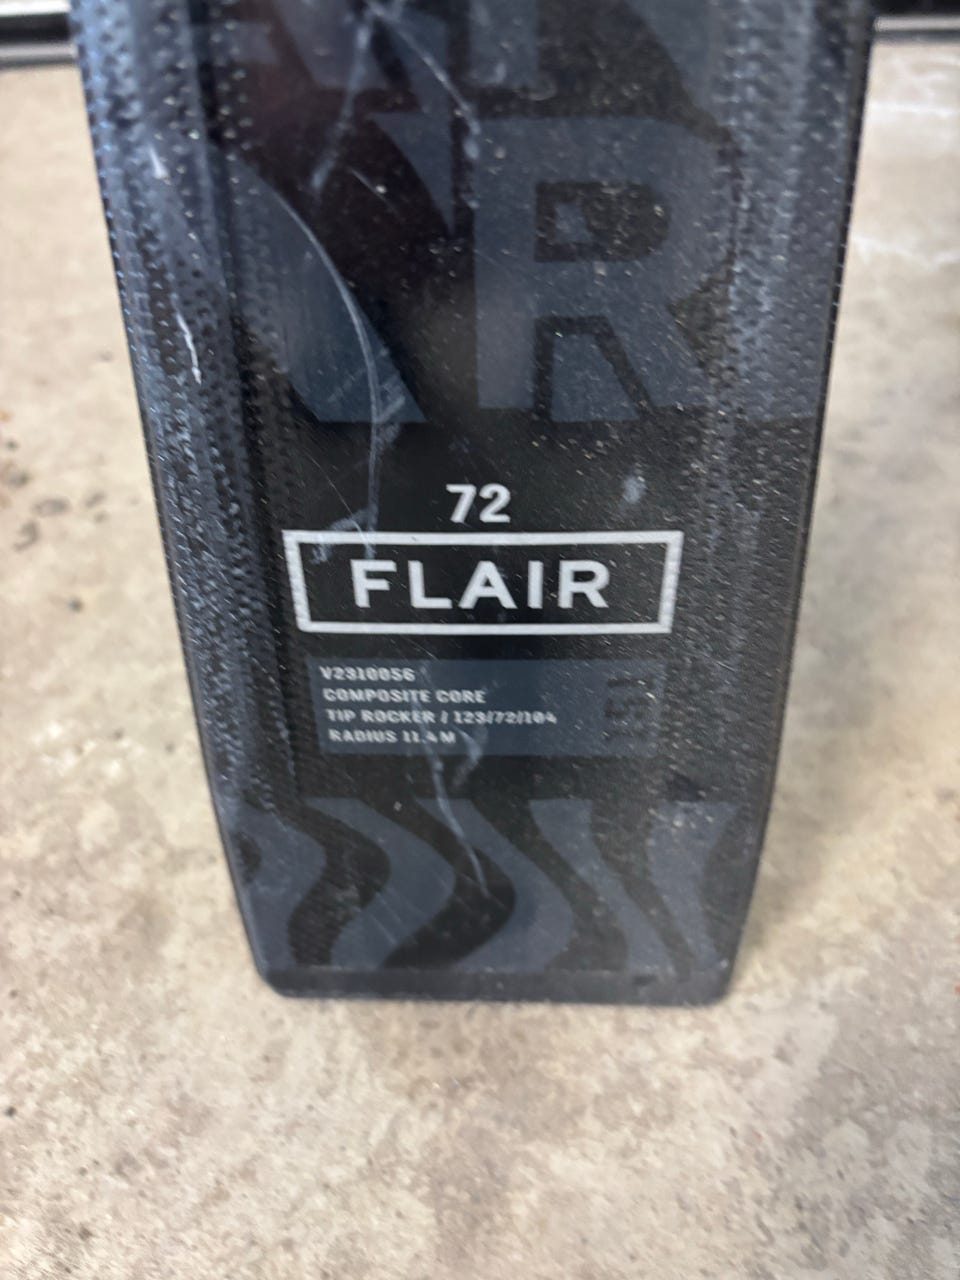 R
72
FLAIR
V2310056
COMPOSITE CORE
TIP ROCKER / 123/72/104
RADIUS 11.4 M